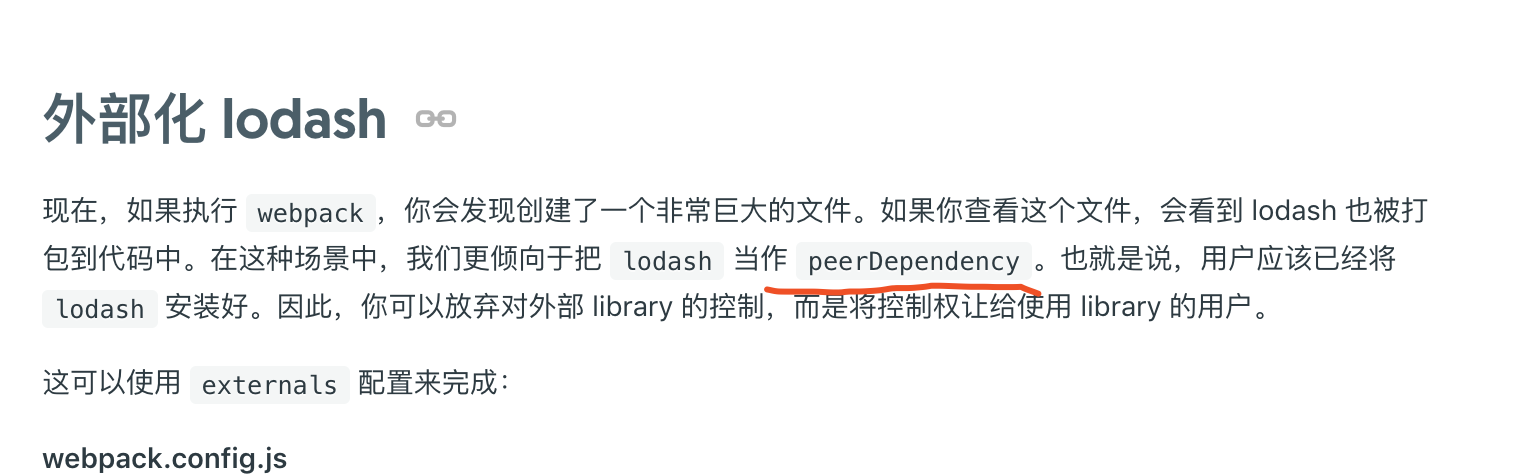 外部化 lodash
现在，如果执行 webpack，你会发现创建了一个非常巨大的文件。如果你查看这个文件，会看到 lodash 也被打
包到代码中。在这种场景中，我们更倾向于把 lodash 当作 peerDependency。也就是说，用户应该已经将
lodash 安装好。因此，你可以放弃对外部 library 的控制，而是将控制权让给使用 library 的用户。
这可以使用 externals 配置来完成：
webpack.config.js